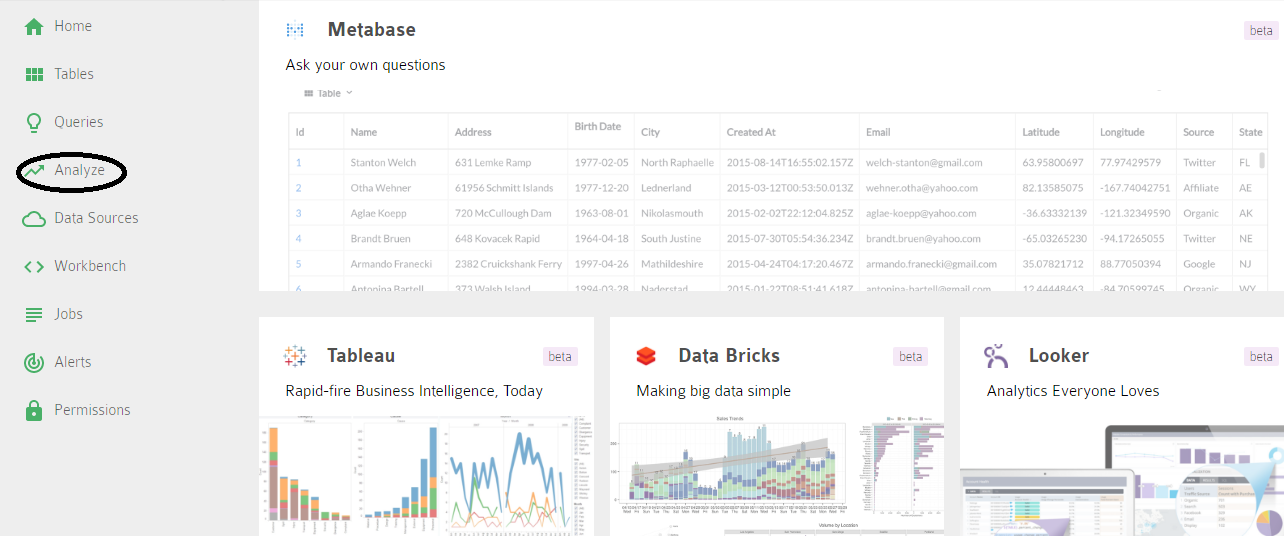 Home
Tables
Queries
Analyze
Data Sources
Workbench
Jobs
Alerts
Permissions
Metabase
beta
Ask your own questions
Table
Id Name Address Birth Date City Created At Email Latitude Longitude Source State
1 Stanton Welch 631 Lemke Ramp 1977-02-05 North Raphaelle 2015-08-14T16:55:02.157Z welch-stanton@gmail.com 63.95800697 77.97429579 Twitter FL
2 Otha Wehner 61956 Schmitt Islands 1977-12-20 Lednerland 2015-03-12T00:53:50.013Z wehner.otha@yahoo.com 82.13585075 -167.74042751 Affiliate AE
3 Aglae Koepp 720 McCullough Dam 1963-08-01 Nikolasmouth 2015-02-02T22:12:04.825Z aglae-koepp@yahoo.com -36.63332139 -121.32349590 Organic AK
4 Brandt Bruen 648 Kovacek Rapid 1964-04-18 South Justine 2015-07-30T05:54:36.234Z brandt.bruen@yahoo.com -65.03265230 -94.17265055 Twitter NE
5 Armando Franecki 2382 Cruickshank Ferry 1997-04-26 Mathildeshire 2015-04-24T04:17:20.467Z armando.franecki@gmail.com 35.07821712 88.77050394 Google NJ
6 Antonina Bartell 373 Walsh Island 1994-03-28 Naderstad 2015-01-22T08:51:41.618Z antonina-bartell@gmail.com 12.44448463 -84.70599745 Organic WY
Tableau
beta
Rapid-fire Business Intelligence, Today
Data Bricks
beta
Making big data simple
Sales Trends
Volume by Location
Looker
beta
Analytics Everyone Loves